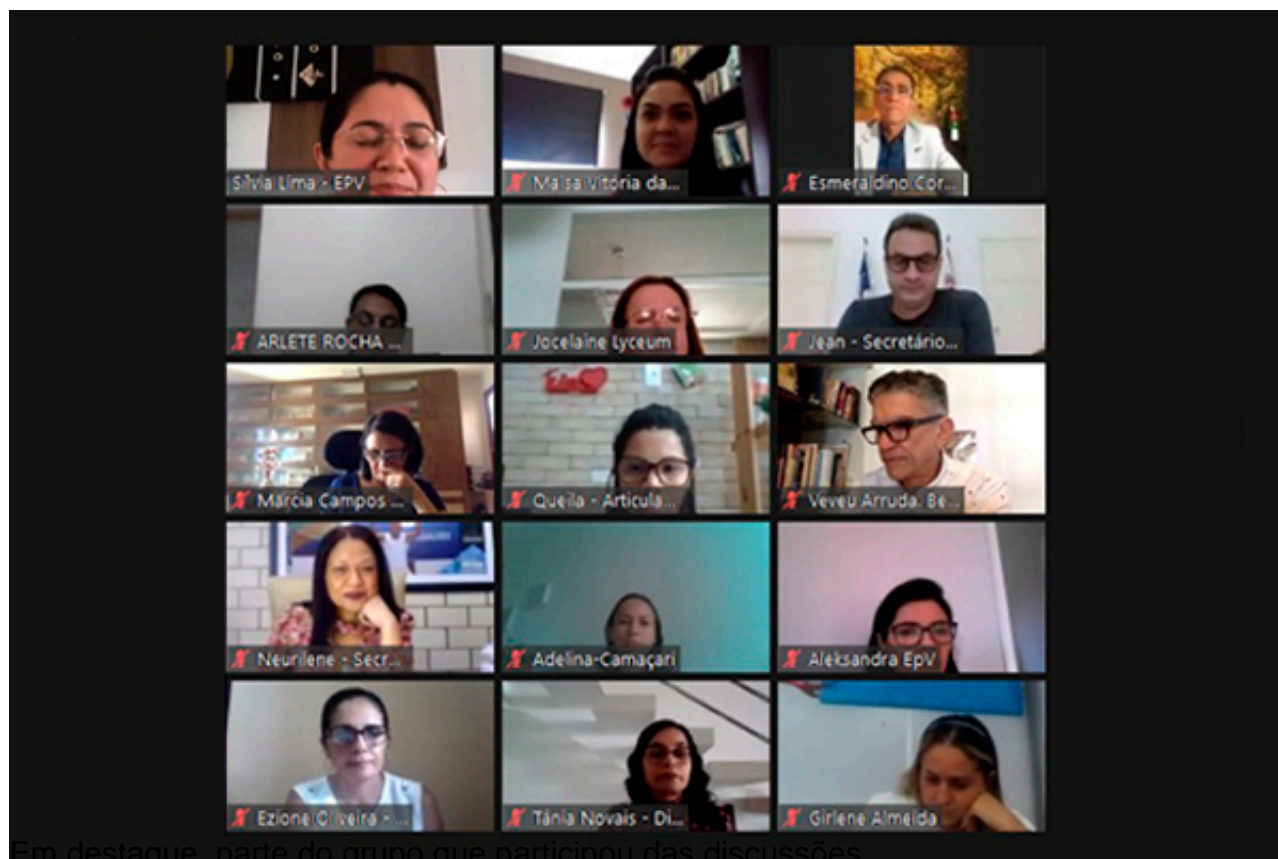 Sílvia Lima - EPV
Maísa Vitória da...
Esmeraldino Cor...
ARLETE ROCHA ...
Jocelaine Lyceum
Jean - Secretário...
Márcia Campos ...
Queila - Articula...
Veveu Arruda. Be...
Neurilene - Secr...
Adelina-Camaçari
Aleksandra EpV
Ezione Oliveira - ...
Tânia Novais - Di...
Girlene Almeida
Em destaque, parte do grupo que participou das discussões